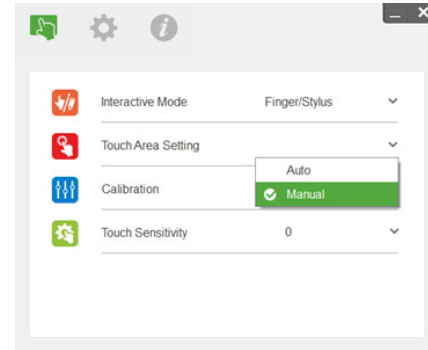 Interactive Mode Finger/Stylus
Touch Area Setting
Auto
Calibration
Manual
Touch Sensitivity 0